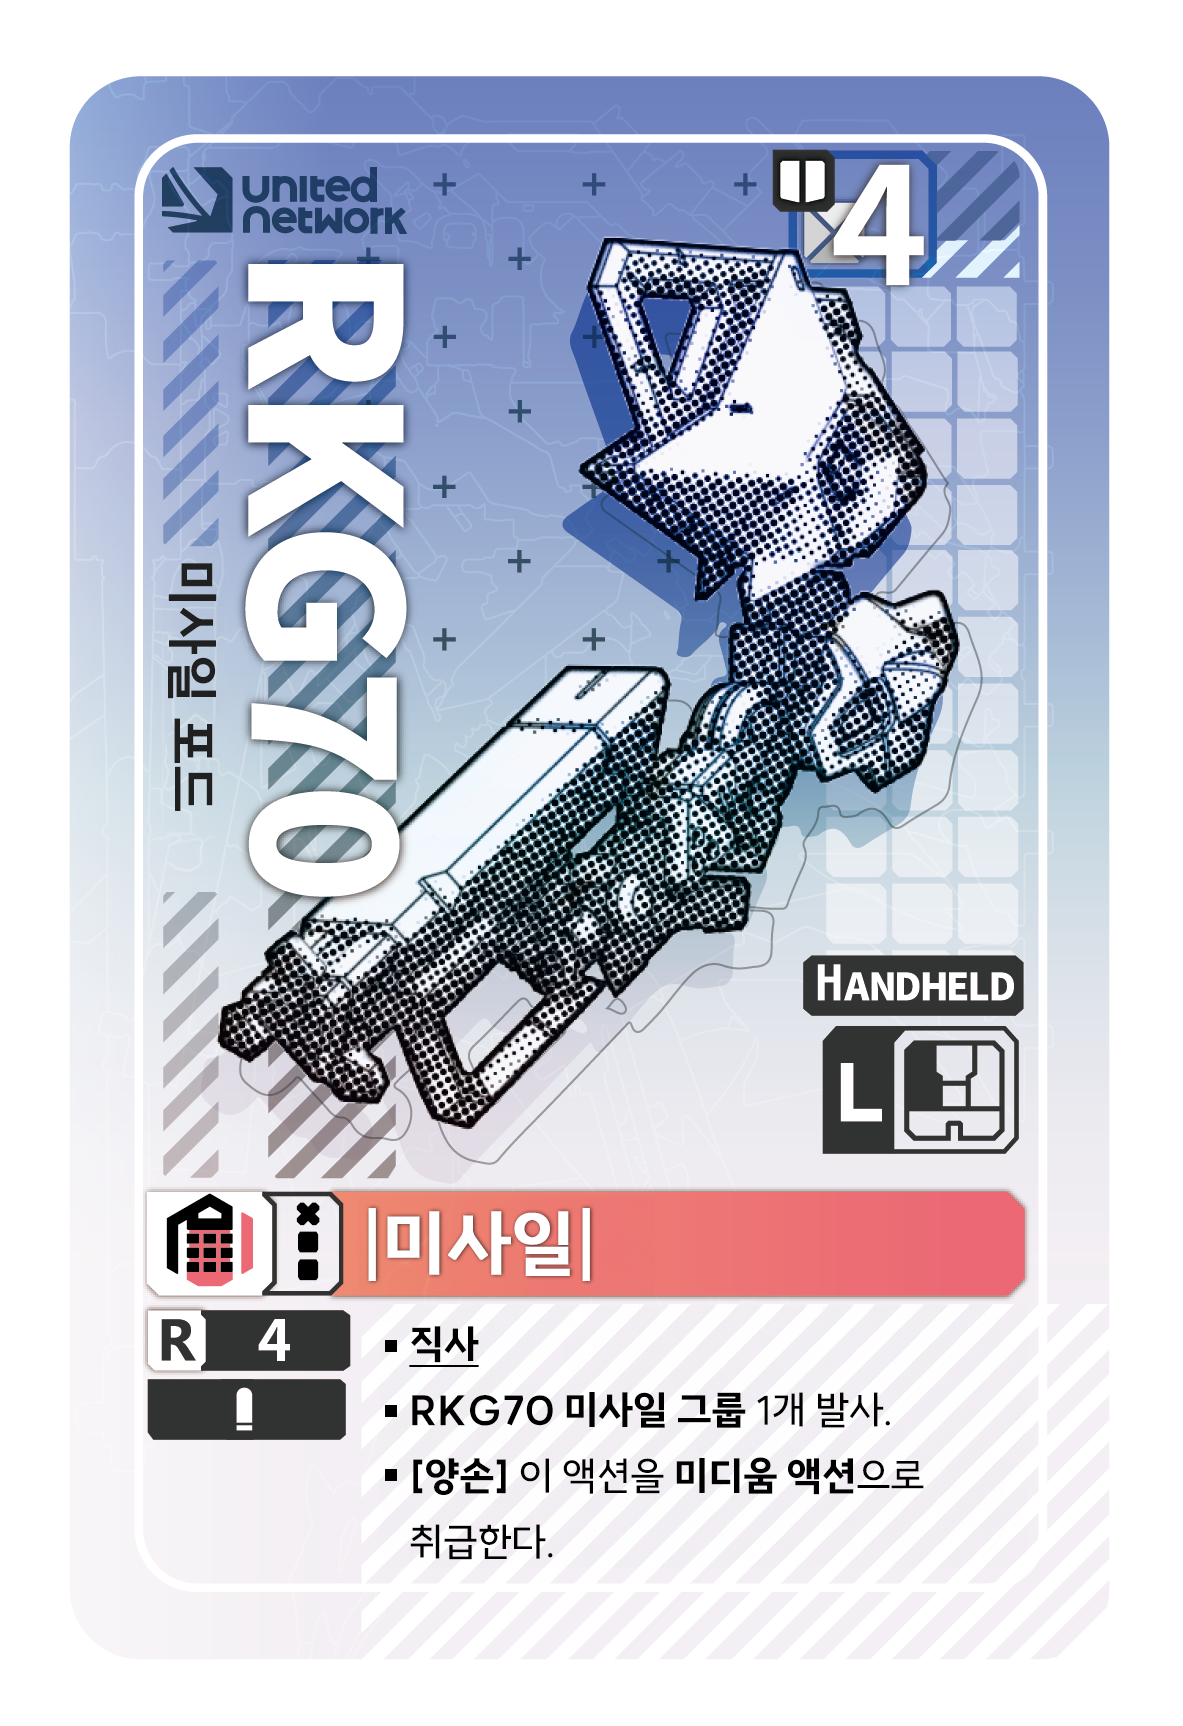 united
network
4
RKG70
미사일 포드
HANDHELD
L
|미사일|
R 4
▪ 직사
▪ RKG70 미사일 그룹 1개 발사.
▪ [양손] 이 액션을 미디움 액션으로
취급한다.